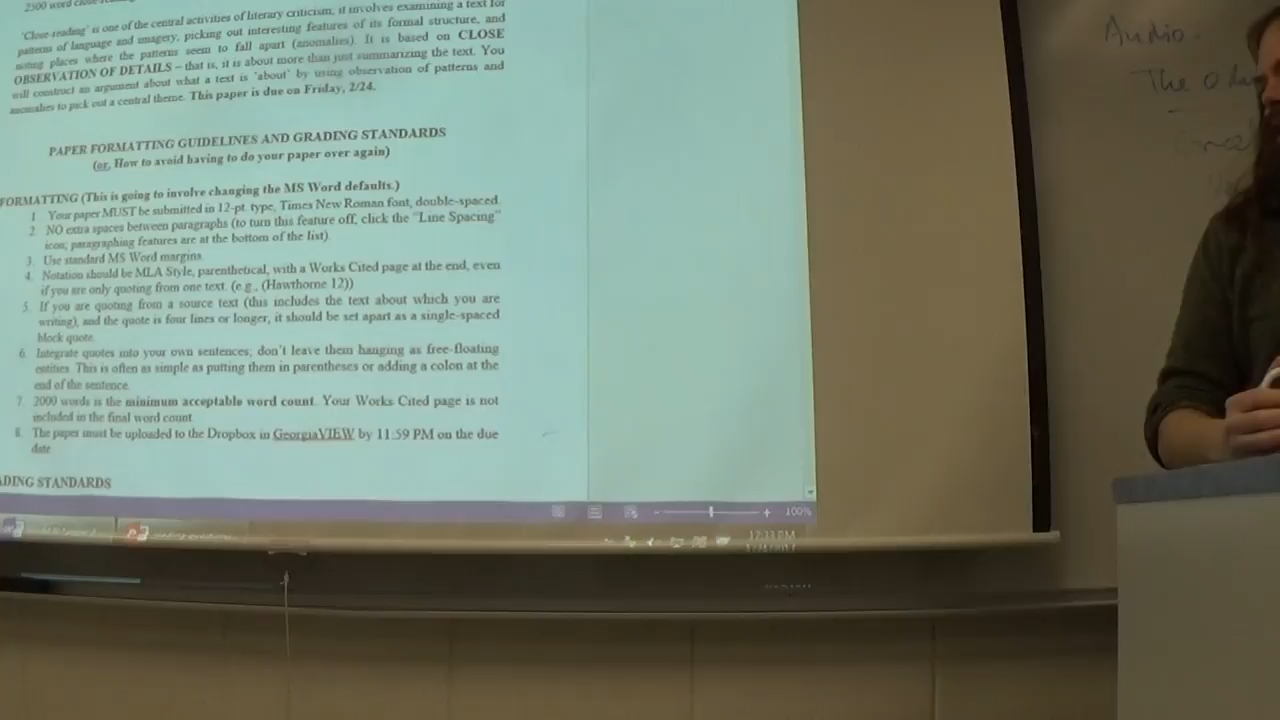 2500 word close-reading
'Close-reading' is one of the central activities of literary criticism, it involves examining a text for
patterns of language and imagery, picking out interesting features of its formal structure, and
noting places where the patterns seem to fall apart (anomalies). It is based on CLOSE
OBSERVATION OF DETAILS – that is, it is about more than just summarizing the text. You
will construct an argument about what a text is 'about' by using observation of patterns and
anomalies to pick out a central theme. This paper is due on Friday, 2/24.
PAPER FORMATTING GUIDELINES AND GRADING STANDARDS
(or, How to avoid having to do your paper over again)
FORMATTING (This is going to involve changing the MS Word defaults.)
1. Your paper MUST be submitted in 12-pt. type, Times New Roman font, double-spaced.
2. NO extra spaces between paragraphs (to turn this feature off, click the "Line Spacing"
icon; paragraphing features are at the bottom of the list).
3. Use standard MS Word margins.
4. Notation should be MLA Style, parenthetical, with a Works Cited page at the end, even
if you are only quoting from one text. (e.g., (Hawthorne 12))
5. If you are quoting from a source text (this includes the text about which you are
writing), and the quote is four lines or longer, it should be set apart as a single-spaced
block quote.
6. Integrate quotes into your own sentences; don't leave them hanging as free-floating
entities. This is often as simple as putting them in parentheses or adding a colon at the
end of the sentence.
7. 2000 words is the minimum acceptable word count. Your Works Cited page is not
included in the final word count.
8. The paper must be uploaded to the Dropbox in GeorgiaVIEW by 11:59 PM on the due
date.
ADING STANDARDS
100%
12:33 PM
Audio.
The